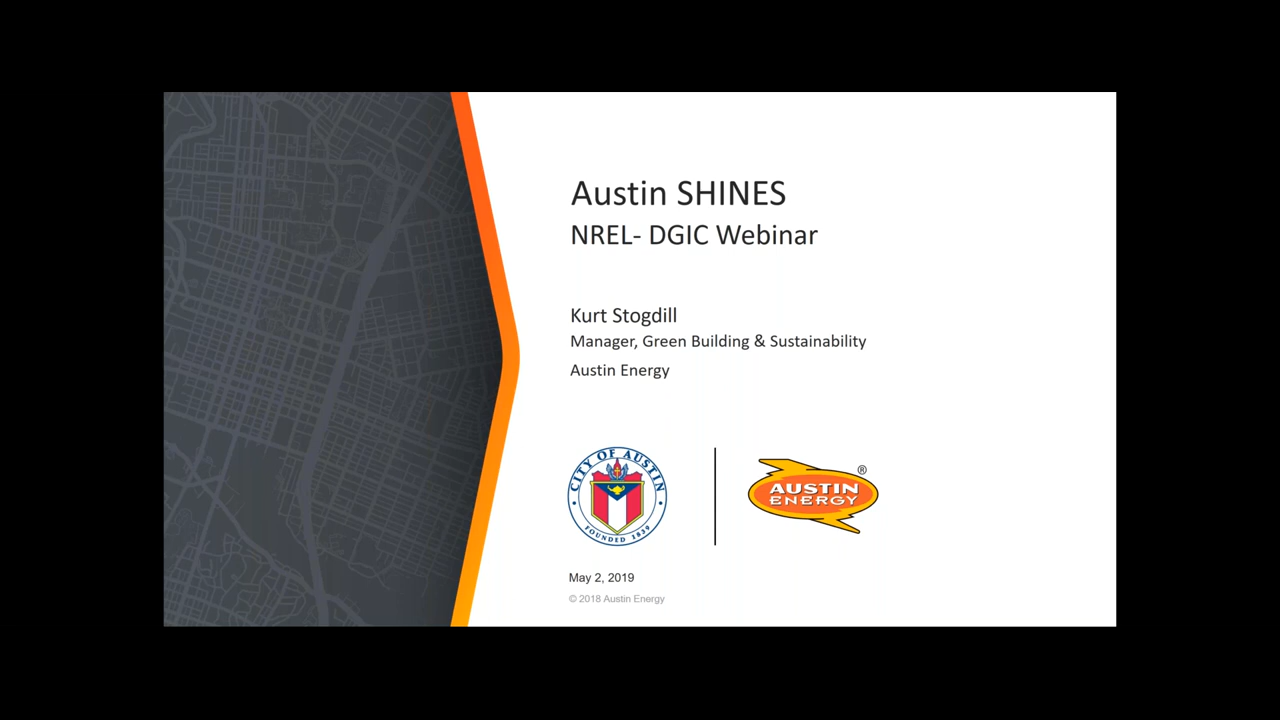 Austin SHINES
NREL- DGIC Webinar
Kurt Stogdill
Manager, Green Building & Sustainability
Austin Energy
CITY OF AUSTIN
FOUNDED 1839
AUSTIN
ENERGY
®
May 2, 2019
© 2018 Austin Energy